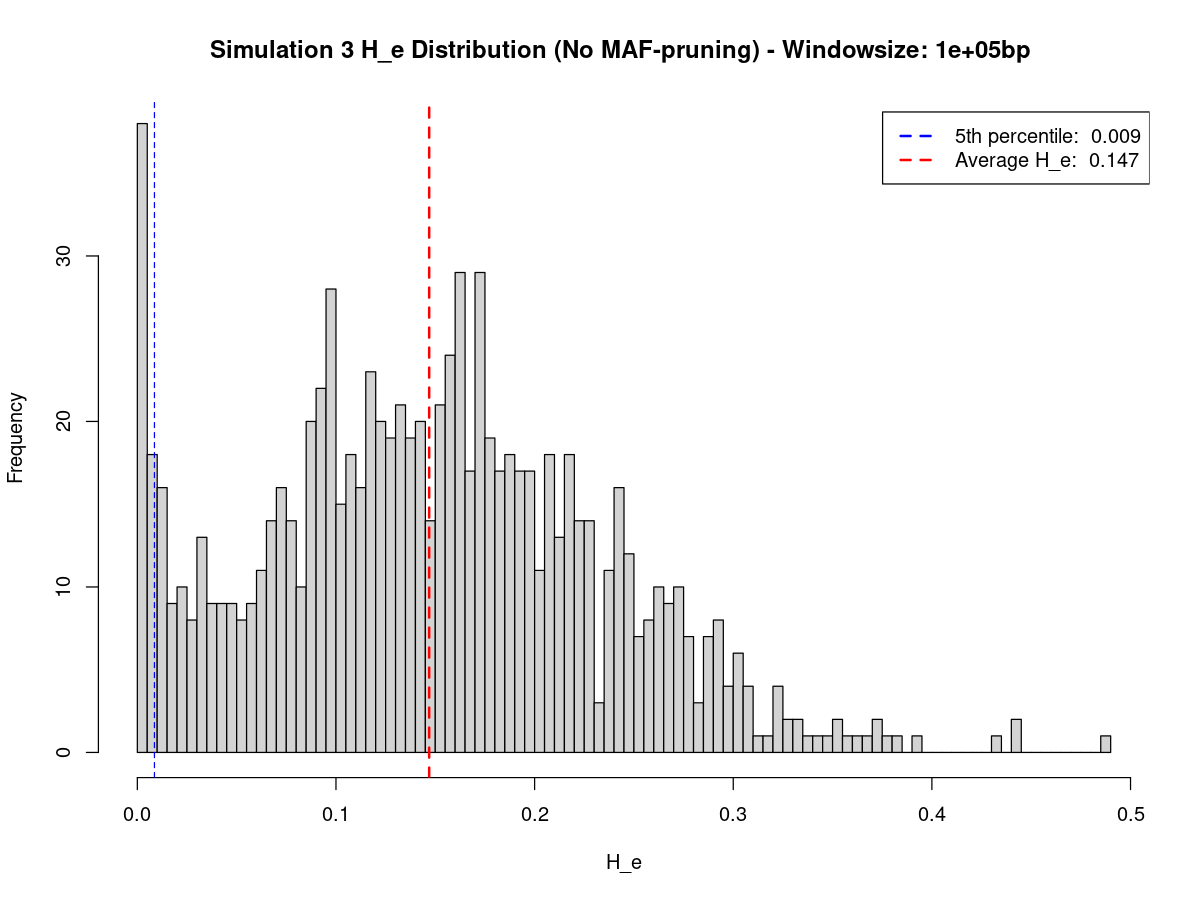 Simulation 3 H_e Distribution (No MAF-pruning) - Windowsize: 1e+05bp
5th percentile: 0.009
Average H_e: 0.147
Frequency
30
20
10
0
0.0 0.1 0.2 0.3 0.4 0.5
H_e